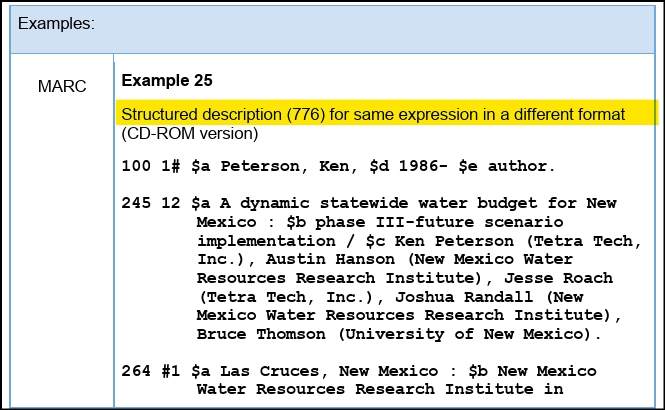 Examples:
MARC
Example 25
Structured description (776) for same expression in a different format
(CD-ROM version)
100 1# $a Peterson, Ken, $d 1986- $e author.
245 12 $a A dynamic statewide water budget for New
Mexico : $b phase III-future scenario
implementation / $c Ken Peterson (Tetra Tech,
Inc.), Austin Hanson (New Mexico Water
Resources Research Institute), Jesse Roach
(Tetra Tech, Inc.), Joshua Randall (New
Mexico Water Resources Research Institute),
Bruce Thomson (University of New Mexico).
264 #1 $a Las Cruces, New Mexico : $b New Mexico
Water Resources Research Institute in